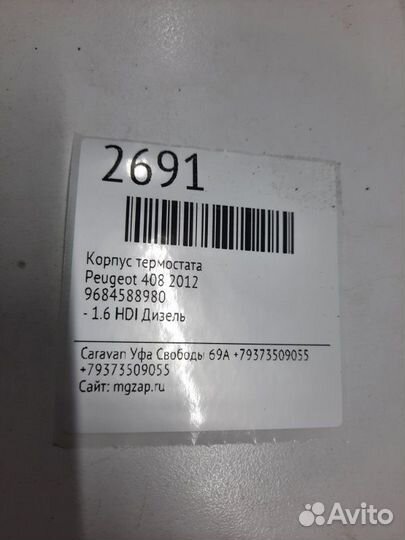 2691
Корпус термостата
Peugeot 408 2012
9684588980
- 1.6 HDI Дизель
Caravan Уфа Свободы 69А +79373509055
+79373509055
Сайт: mgzap.ru
Avito